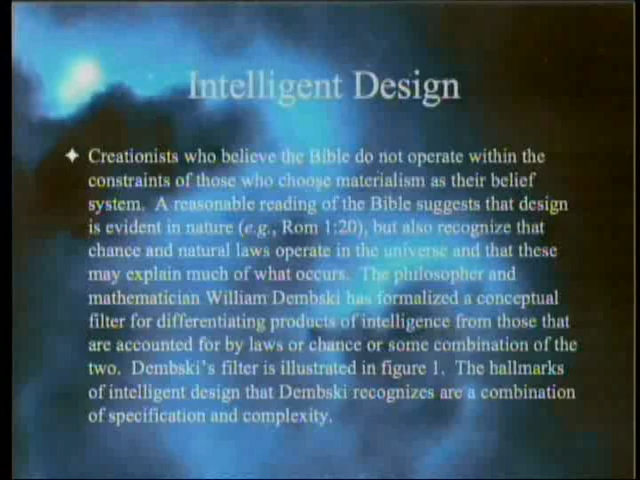 Intelligent Design
✦ Creationists who believe the Bible do not operate within the
constraints of those who choose materialism as their belief
system. A reasonable reading of the Bible suggests that design
is evident in nature (e.g., Rom 1:20), but also recognize that
chance and natural laws operate in the universe and that these
may explain much of what occurs. The philosopher and
mathematician William Dembski has formalized a conceptual
filter for differentiating products of intelligence from those that
are accounted for by laws or chance or some combination of the
two. Dembski's filter is illustrated in figure 1. The hallmarks
of intelligent design that Dembski recognizes are a combination
of specification and complexity.